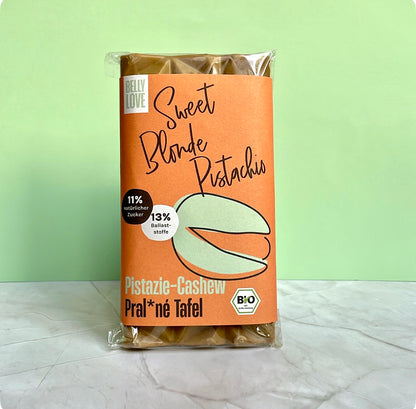 BELLY
LOVE
Sweet
Blonde
Pistachio
11%
natürlicher
Zucker
13%
Ballast-
stoffe
Pistazie-Cashew
Pral*né Tafel
BIO